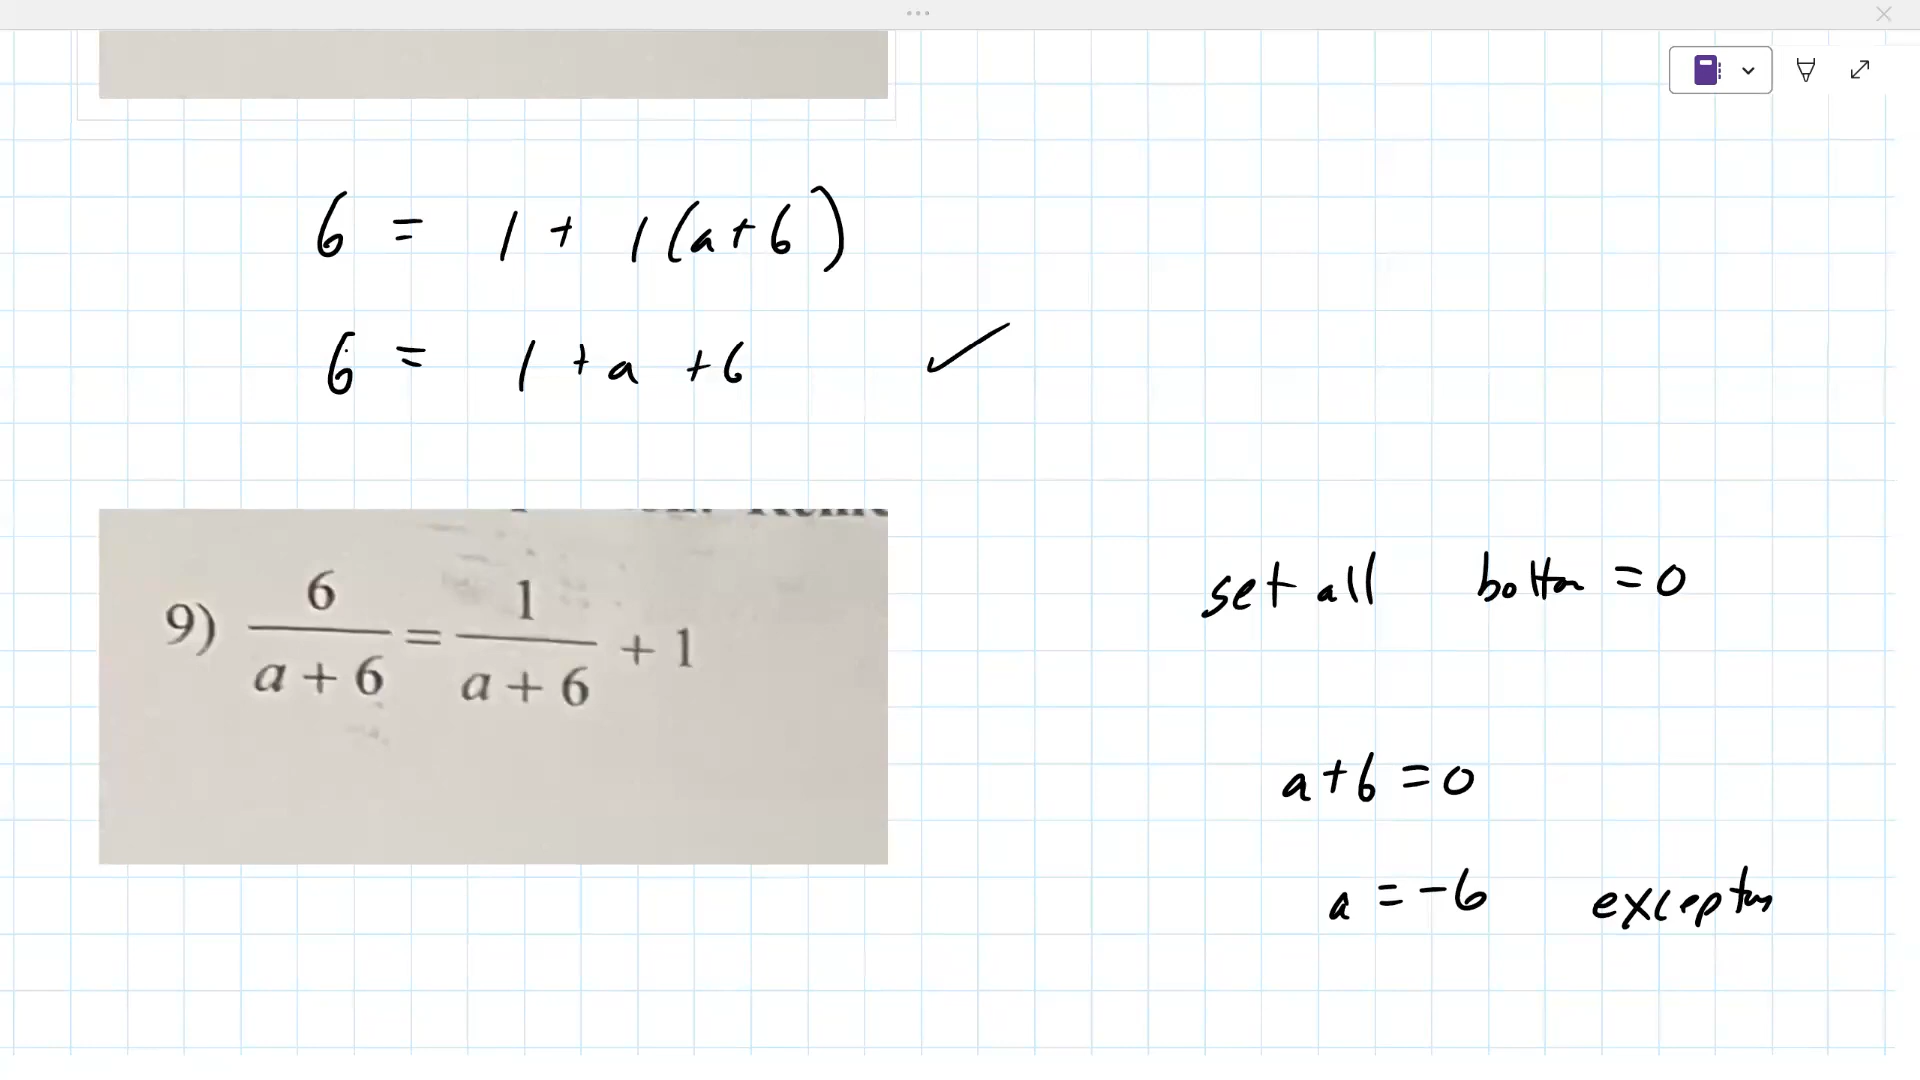 6 = 1 + 1(a+6)
6 = 1 + a + 6 ✓
9) 6/(a + 6) = 1/(a + 6) + 1
set all bottom = 0
a+6 = 0
a = -6 exception